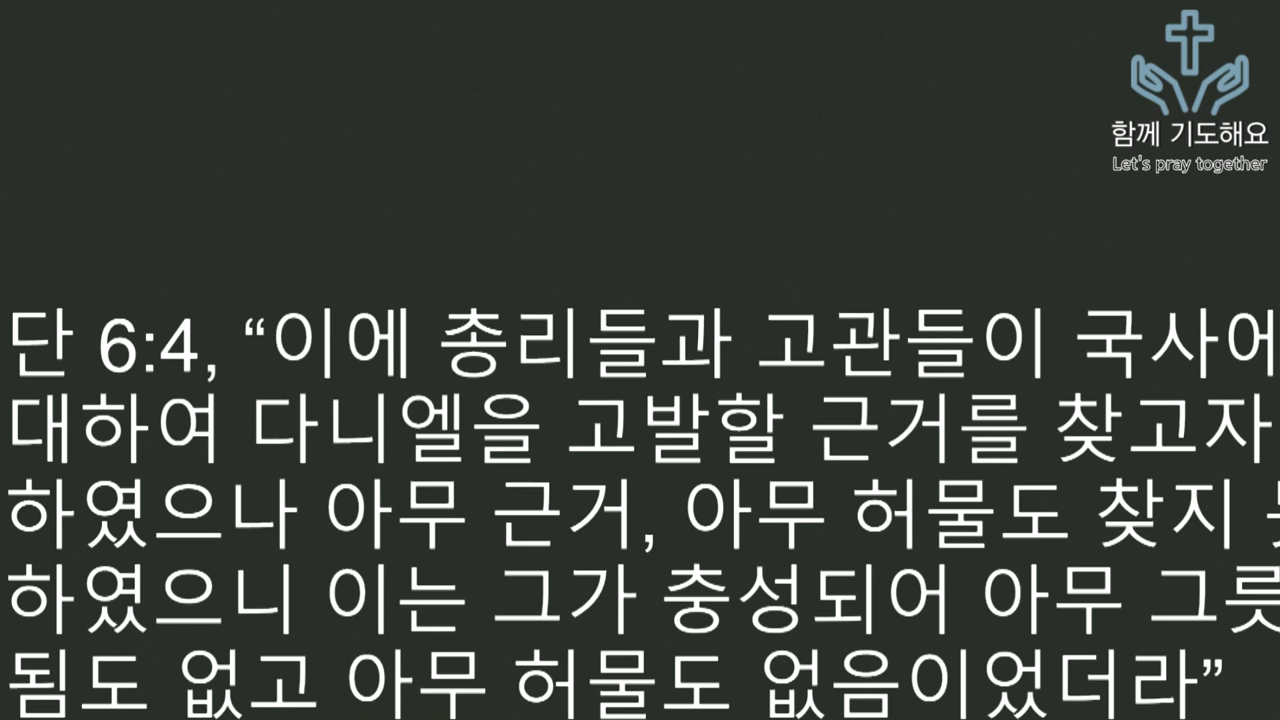 함께 기도해요
Let's pray together
단 6:4, “이에 총리들과 고관들이 국사에
대하여 다니엘을 고발할 근거를 찾고자
하였으나 아무 근거, 아무 허물도 찾지
하였으니 이는 그가 충성되어 아무 그릇
됨도 없고 아무 허물도 없음이었더라”